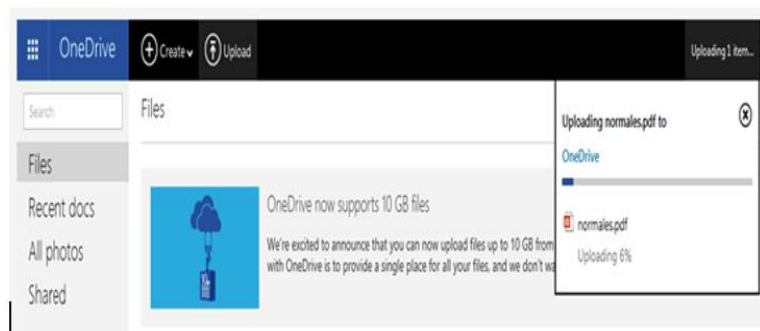 OneDrive
Create
Upload
Uploading 1 item...
Search
Files
Recent docs
All photos
Shared
Files
OneDrive now supports 10 GB files
We're excited to announce that you can now upload files up to 10 GB from
with OneDrive is to provide a single place for all your files, and we don't wa
Uploading normales.pdf to
OneDrive
normales.pdf
Uploading 6%